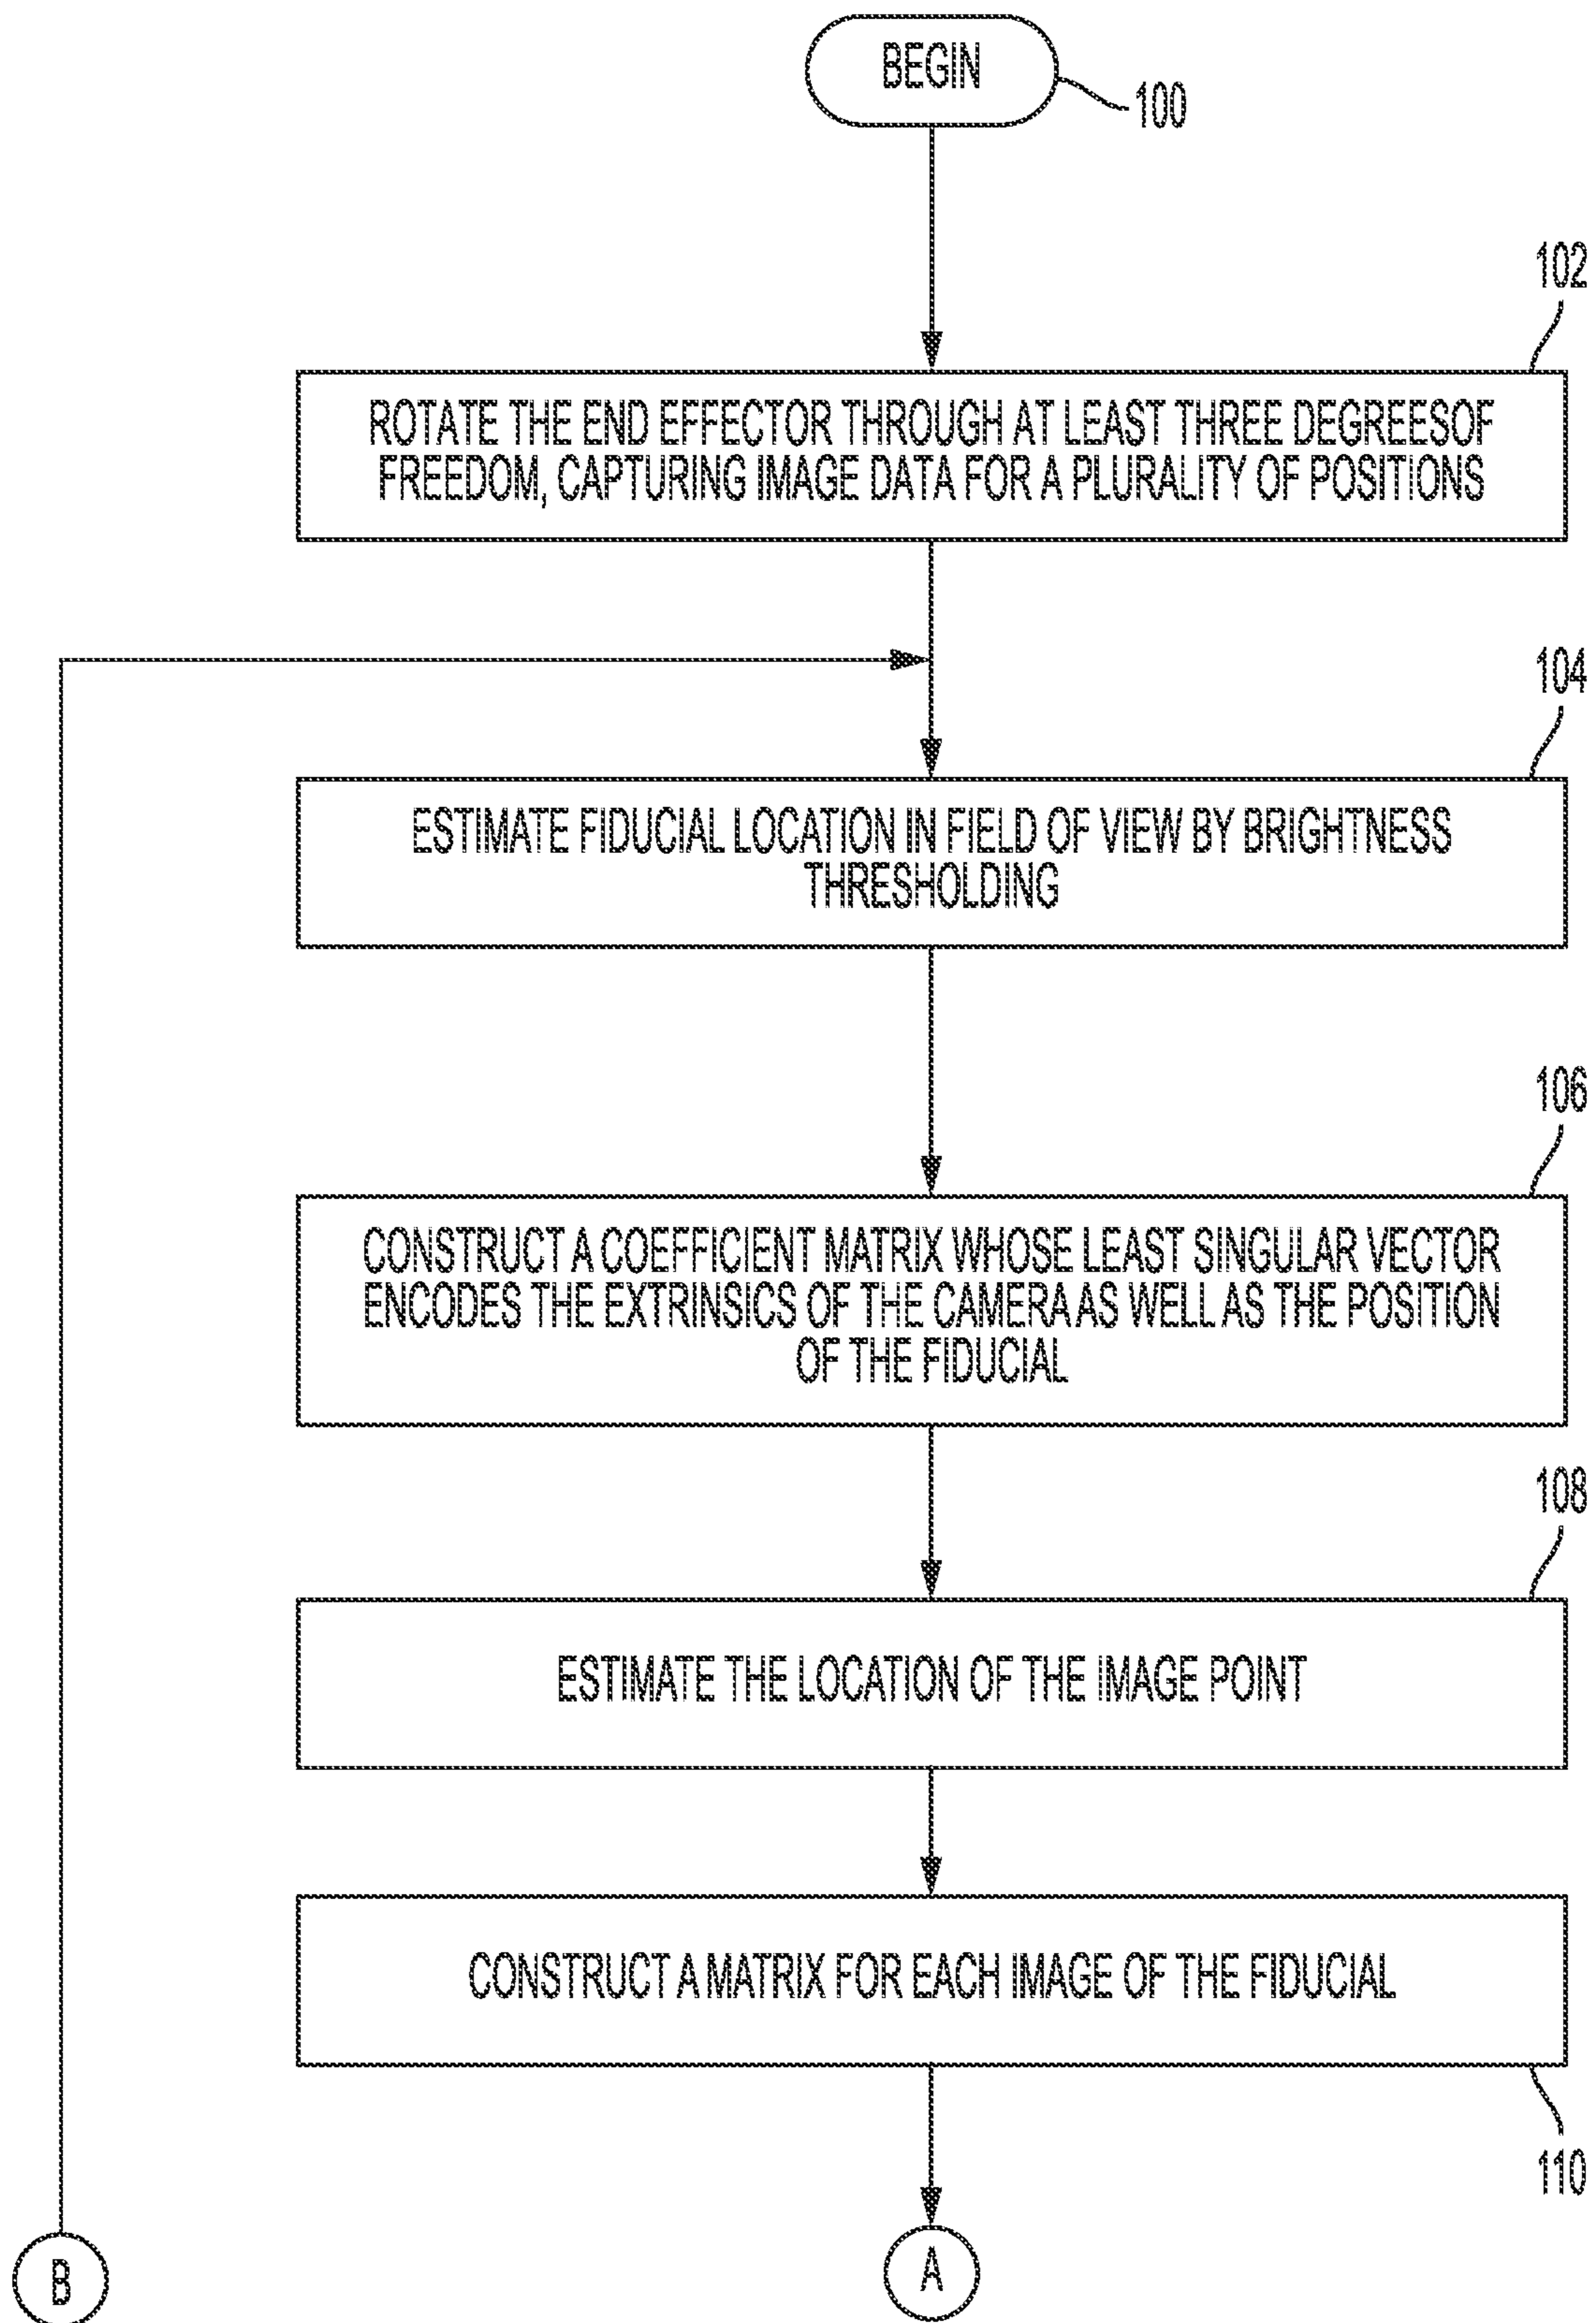 BEGIN
100
102
ROTATE THE END EFFECTOR THROUGH AT LEAST THREE DEGREESOF
FREEDOM, CAPTURING IMAGE DATA FOR A PLURALITY OF POSITIONS
104
ESTIMATE FIDUCIAL LOCATION IN FIELD OF VIEW BY BRIGHTNESS
THRESHOLDING
106
CONSTRUCT A COEFFICIENT MATRIX WHOSE LEAST SINGULAR VECTOR
ENCODES THE EXTRINSICS OF THE CAMERA AS WELL AS THE POSITION
OF THE FIDUCIAL
108
ESTIMATE THE LOCATION OF THE IMAGE POINT
CONSTRUCT A MATRIX FOR EACH IMAGE OF THE FIDUCIAL
110
B
A